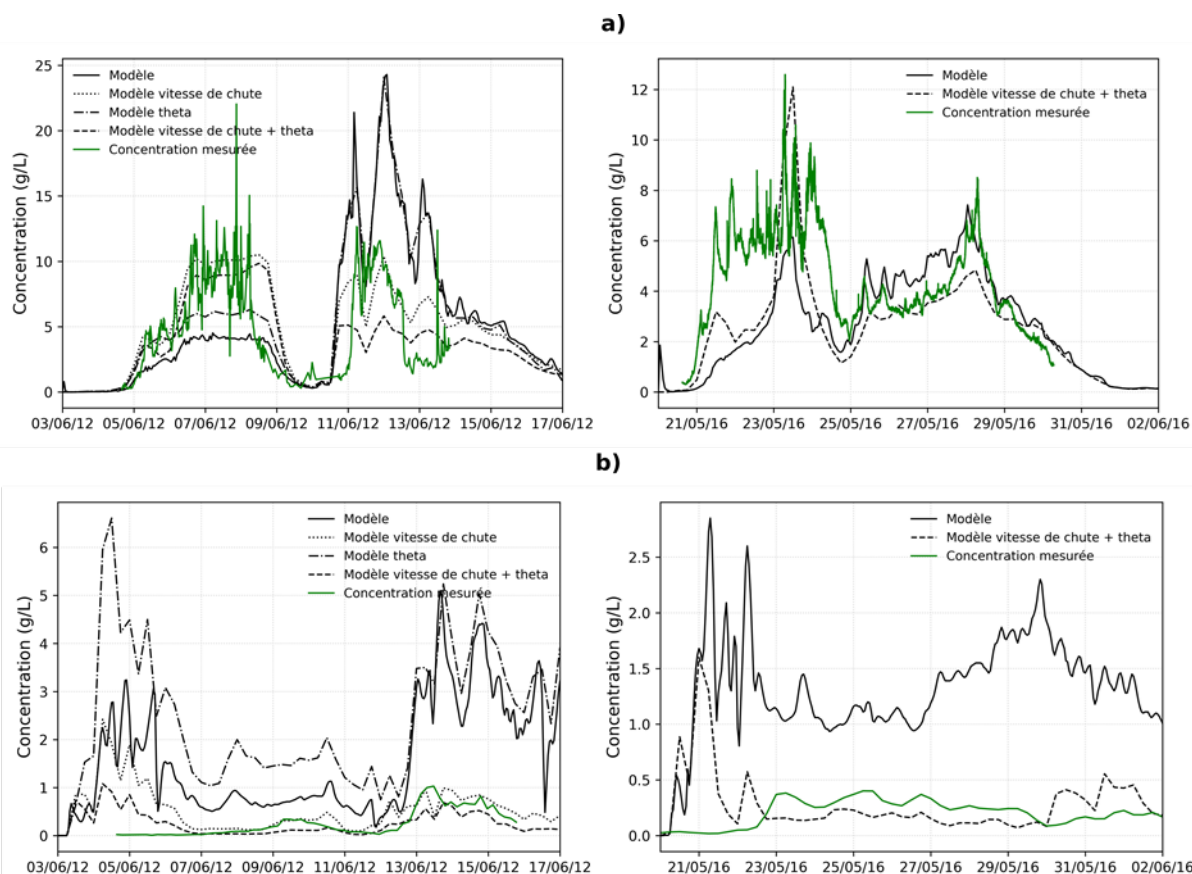 a)
Concentration (g/L)
25
20
15
10
5
0
Modèle
Modèle vitesse de chute
Modèle theta
Modèle vitesse de chute + theta
Concentration mesurée
03/06/12 05/06/12 07/06/12 09/06/12 11/06/12 13/06/12 15/06/12 17/06/12
Concentration (g/L)
12
10
8
6
4
2
0
Modèle
Modèle vitesse de chute + theta
Concentration mesurée
21/05/16 23/05/16 25/05/16 27/05/16 29/05/16 31/05/16 02/06/16
b)
Concentration (g/L)
6
5
4
3
2
1
0
Modèle
Modèle vitesse de chute
Modèle theta
Modèle vitesse de chute + theta
Concentration mesurée
03/06/12 05/06/12 07/06/12 09/06/12 11/06/12 13/06/12 15/06/12 17/06/12
Concentration (g/L)
2.5
2.0
1.5
1.0
0.5
0.0
Modèle
Modèle vitesse de chute + theta
Concentration mesurée
21/05/16 23/05/16 25/05/16 27/05/16 29/05/16 31/05/16 02/06/16